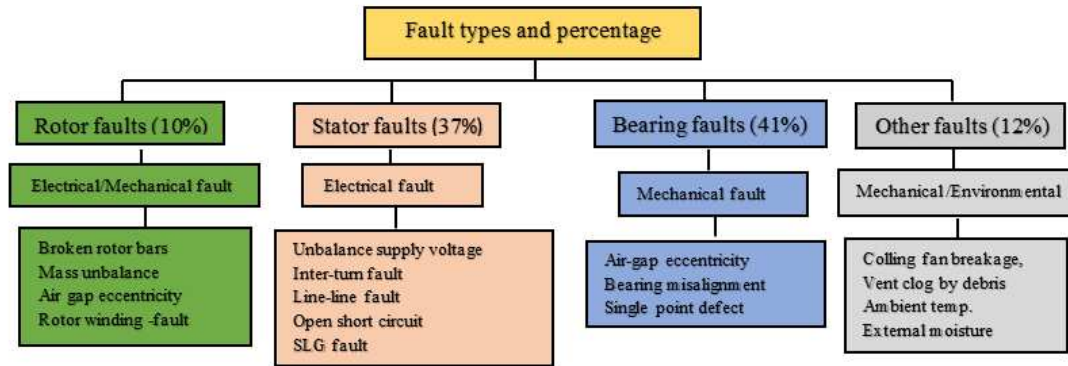 Fault types and percentage
Rotor faults (10%)
Electrical/Mechanical fault
Broken rotor bars
Mass unbalance
Air gap eccentricity
Rotor winding -fault
Stator faults (37%)
Electrical fault
Unbalance supply voltage
Inter-turn fault
Line-line fault
Open short circuit
SLG fault
Bearing faults (41%)
Mechanical fault
Air-gap eccentricity
Bearing misalignment
Single point defect
Other faults (12%)
Mechanical/Environmental
Colling fan breakage,
Vent clog by debris
Ambient temp.
External moisture